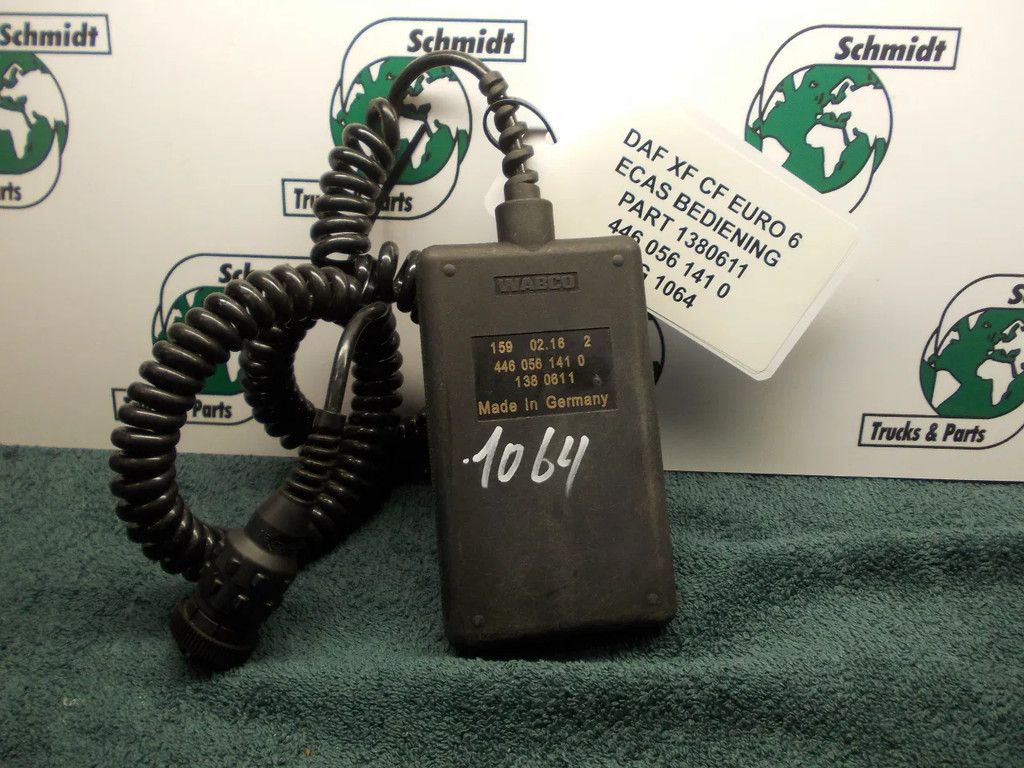 Schmidt
Schmidt
Schmidt
Trucks & Parts
DAF XF CF EURO 6
ECAS BEDIENING
PART 1380611
446 056 141 0
1064
WABCO
159 02.16 2
446 056 141 0
138 0611
Made in Germany
1064
Parts
Trucks & Parts